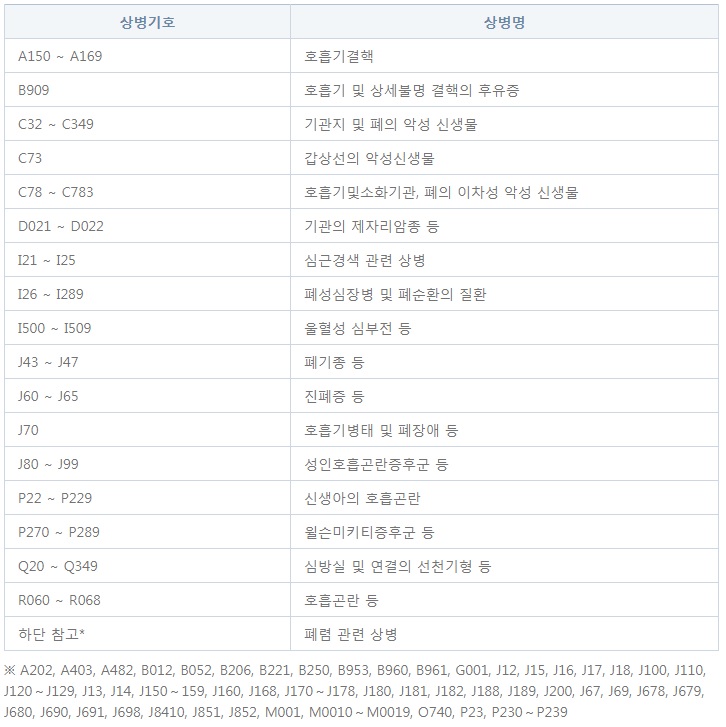 상병기호 상병명
A150 ~ A169 호흡기결핵
B909 호흡기 및 상세불명 결핵의 후유증
C32 ~ C349 기관지 및 폐의 악성 신생물
C73 갑상선의 악성신생물
C78 ~ C783 호흡기및소화기관, 폐의 이차성 악성 신생물
D021 ~ D022 기관의 제자리암종 등
I21 ~ I25 심근경색 관련 상병
I26 ~ I289 폐성심장병 및 폐순환의 질환
I500 ~ I509 울혈성 심부전 등
J43 ~ J47 폐기종 등
J60 ~ J65 진폐증 등
J70 호흡기병태 및 폐장애 등
J80 ~ J99 성인호흡곤란증후군 등
P22 ~ P229 신생아의 호흡곤란
P270 ~ P289 윌슨미키티증후군 등
Q20 ~ Q349 심방실 및 연결의 선천기형 등
R060 ~ R068 호흡곤란 등
하단 참고* 폐렴 관련 상병
※ A202, A403, A482, B012, B052, B206, B221, B250, B953, B960, B961, G001, J12, J15, J16, J17, J18, J100, J110,
J120～J129, J13, J14, J150～159, J160, J168, J170～J178, J180, J181, J182, J188, J189, J200, J67, J69, J678, J679,
J680, J690, J691, J698, J8410, J851, J852, M001, M0010～M0019, O740, P23, P230～P239